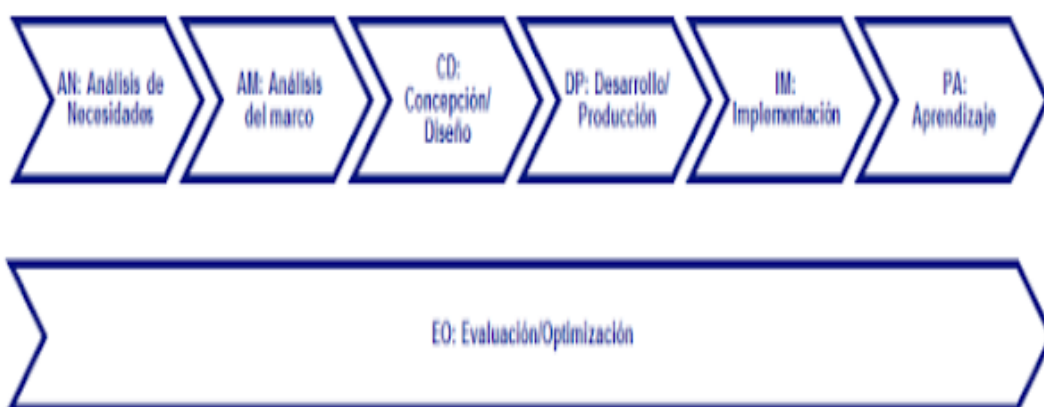 AN: Análisis de
Necesidades
AM: Análisis
del marco
CD:
Concepción/
Diseño
DP: Desarrollo/
Producción
IM:
Implementación
PA:
Aprendizaje
EO: Evaluación/Optimización